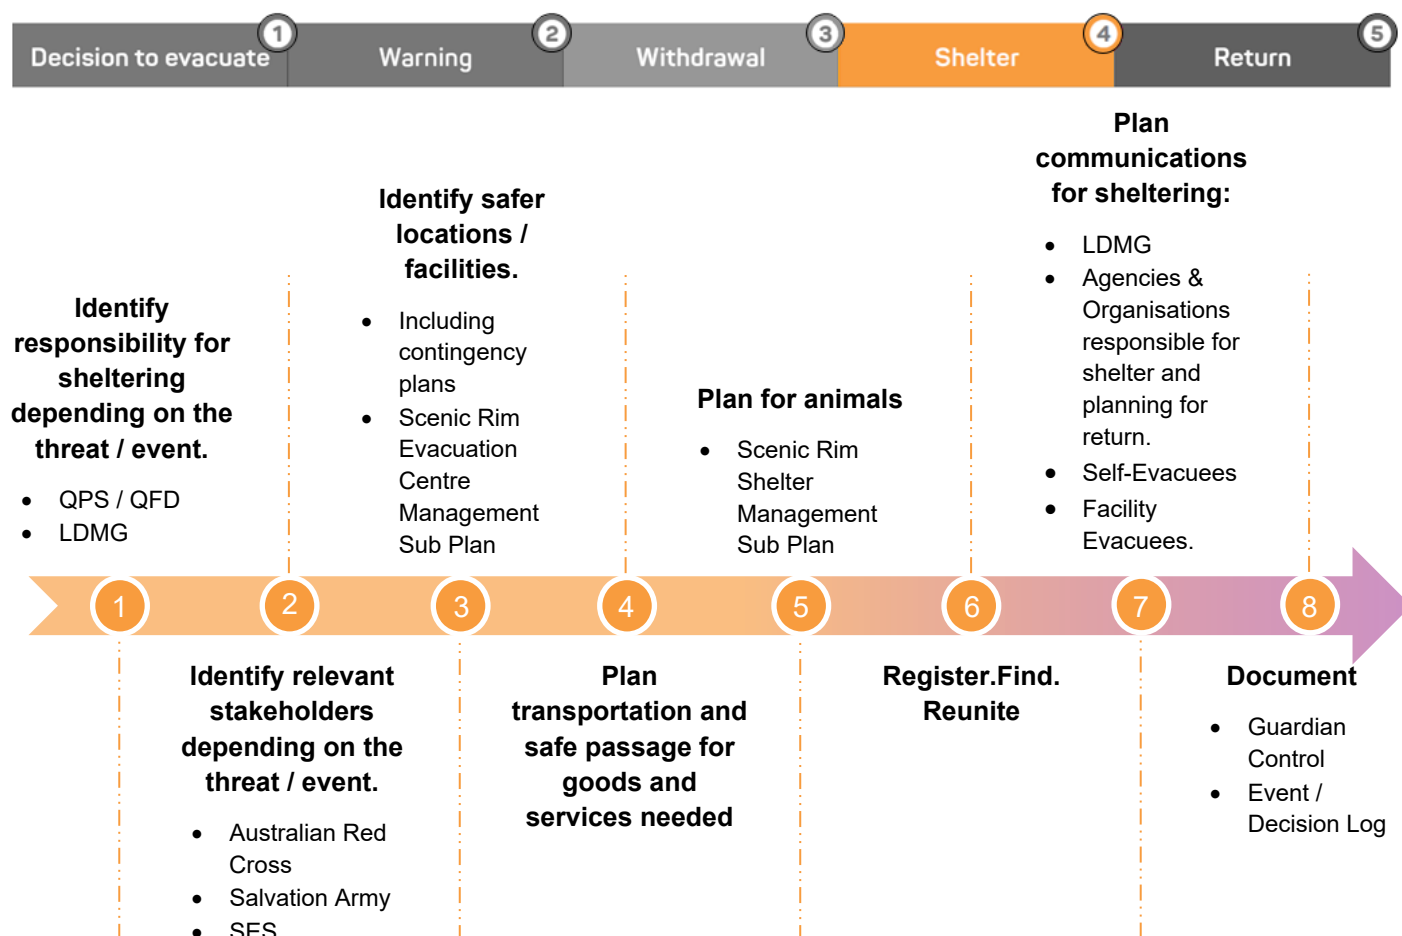 1
2
3
4
5
Decision to evacuate
Warning
Withdrawal
Shelter
Return
Identify
responsibility for
sheltering
depending on the
threat / event.
• QPS / QFD
• LDMG
Identify safer
locations /
facilities.
• Including
contingency
plans
• Scenic Rim
Evacuation
Centre
Management
Sub Plan
Plan for animals
• Scenic Rim
Shelter
Management
Sub Plan
Plan
communications
for sheltering:
• LDMG
• Agencies &
Organisations
responsible for
shelter and
planning for
return.
• Self-Evacuees
• Facility
Evacuees.
1
2
3
4
5
6
7
8
Identify relevant
stakeholders
depending on the
threat / event.
• Australian Red
Cross
• Salvation Army
• SES
Plan
transportation and
safe passage for
goods and
services needed
Register.Find.
Reunite
Document
• Guardian
Control
• Event /
Decision Log